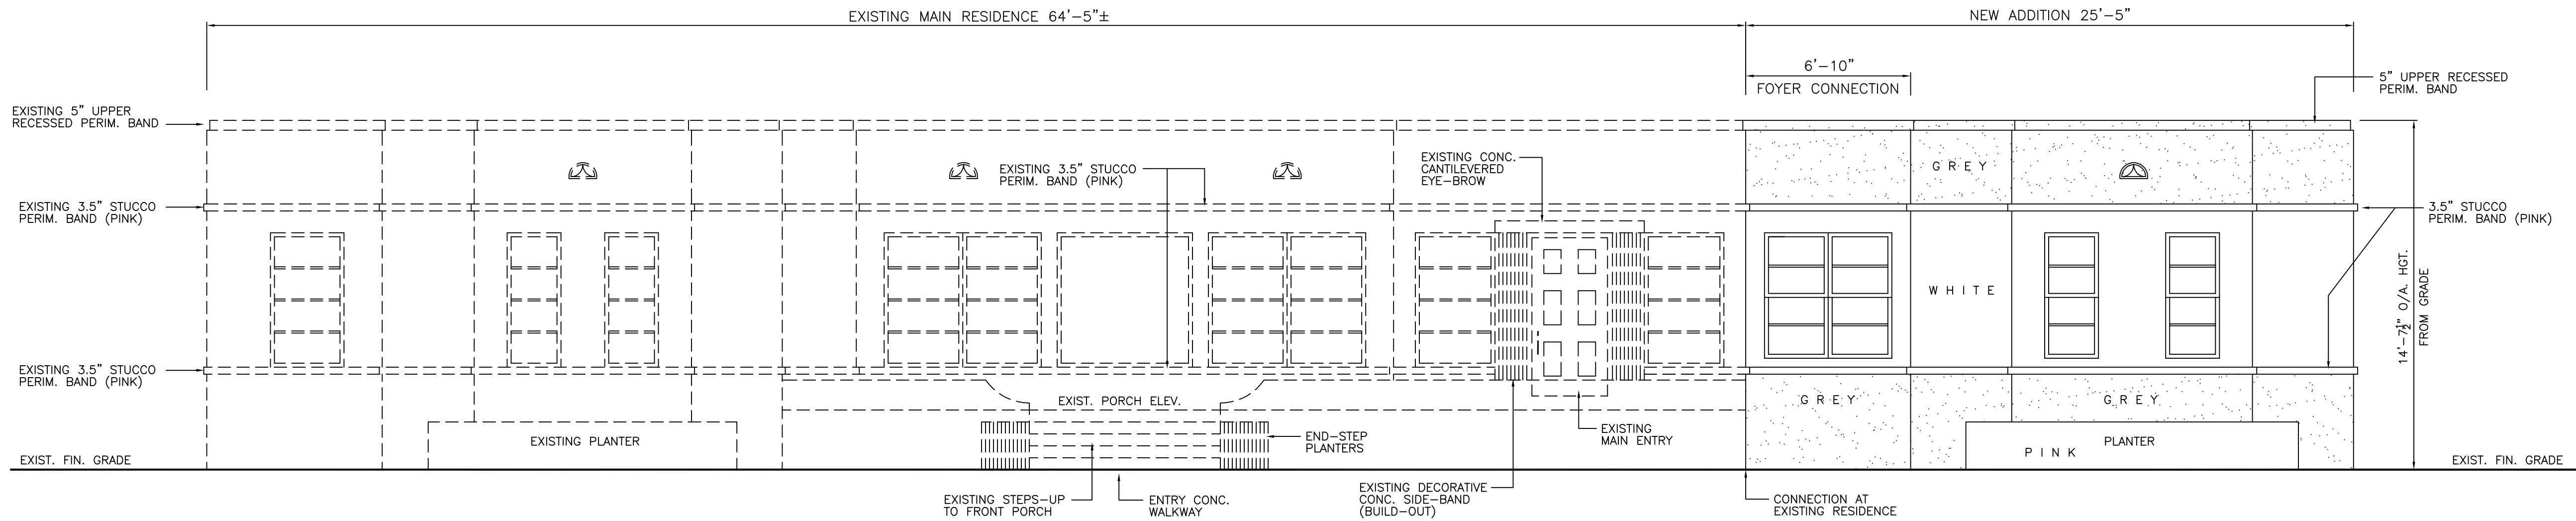 EXISTING MAIN RESIDENCE 64'-5"±
NEW ADDITION 25'-5"
6'-10"
FOYER CONNECTION
5" UPPER RECESSED
PERIM. BAND
EXISTING 5" UPPER
RECESSED PERIM. BAND
EXISTING 3.5" STUCCO
PERIM. BAND (PINK)
EXISTING CONC.
CANTILEVERED
EYE-BROW
GREY
EXISTING 3.5" STUCCO
PERIM. BAND (PINK)
3.5" STUCCO
PERIM. BAND (PINK)
WHITE
14'-7½" O/A. HGT.
FROM GRADE
EXISTING 3.5" STUCCO
PERIM. BAND (PINK)
EXIST. PORCH ELEV.
GREY
GREY
EXISTING PLANTER
END-STEP
PLANTERS
EXISTING
MAIN ENTRY
PLANTER
PINK
EXIST. FIN. GRADE
EXIST. FIN. GRADE
EXISTING STEPS-UP
TO FRONT PORCH
ENTRY CONC.
WALKWAY
EXISTING DECORATIVE
CONC. SIDE-BAND
(BUILD-OUT)
CONNECTION AT
EXISTING RESIDENCE